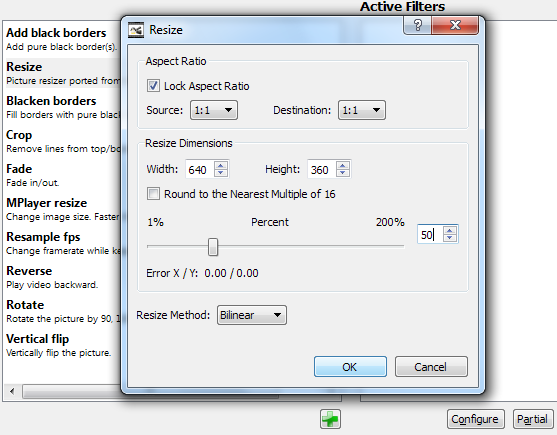 Active Filters
Add black borders
Add pure black border(s).
Resize
Picture resizer ported from
Blacken borders
Fill borders with pure blac
Crop
Remove lines from top/bo
Fade
Fade in/out.
MPlayer resize
Change image size. Faster
Resample fps
Change framerate while ke
Reverse
Play video backward.
Rotate
Rotate the picture by 90, 1
Vertical flip
Vertically flip the picture.
Resize
Aspect Ratio
Lock Aspect Ratio
Source: 1:1 Destination: 1:1
Resize Dimensions
Width: 640 Height: 360
Round to the Nearest Multiple of 16
1% Percent 200%
50
Error X / Y: 0.00 / 0.00
Resize Method: Bilinear
OK Cancel
Configure Partial